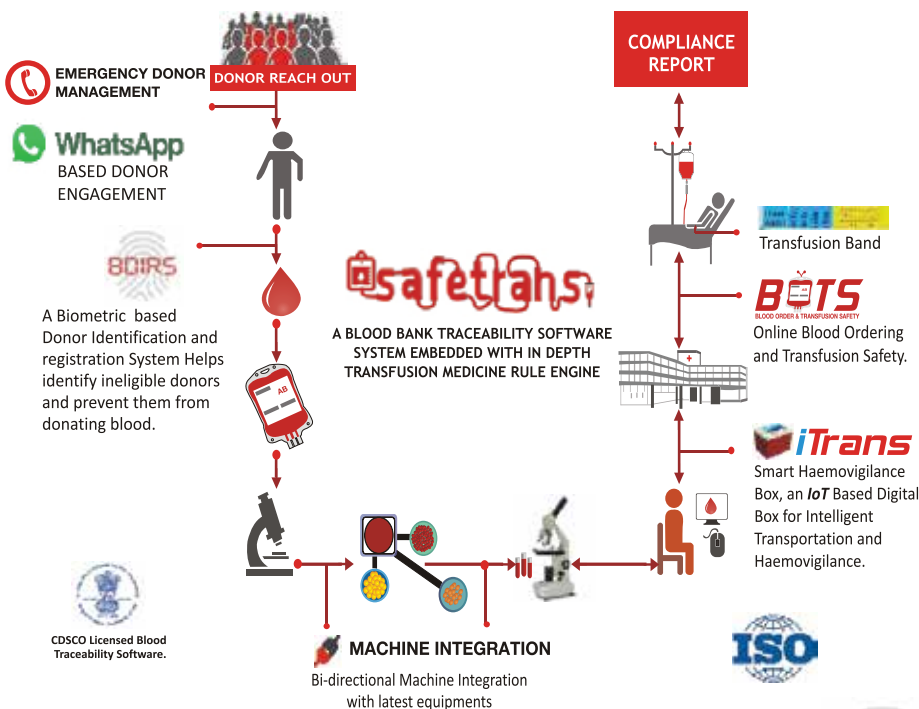 DONOR REACH OUT
EMERGENCY DONOR
MANAGEMENT
WhatsApp
BASED DONOR
ENGAGEMENT
BDIRS
A Biometric based
Donor Identification and
registration System Helps
identify ineligible donors
and prevent them from
donating blood.
AB
CDSCO Licensed Blood
Traceability Software.
safetrans
A BLOOD BANK TRACEABILITY SOFTWARE
SYSTEM EMBEDDED WITH IN DEPTH
TRANSFUSION MEDICINE RULE ENGINE
MACHINE INTEGRATION
Bi-directional Machine Integration
with latest equipments
COMPLIANCE
REPORT
Transfusion Band
BOTS
BLOOD ORDER & TRANSFUSION SAFETY
Online Blood Ordering
and Transfusion Safety.
iTrans
Smart Haemovigilance
Box, an IoT Based Digital
Box for Intelligent
Transportation and
Haemovigilance.
ISO